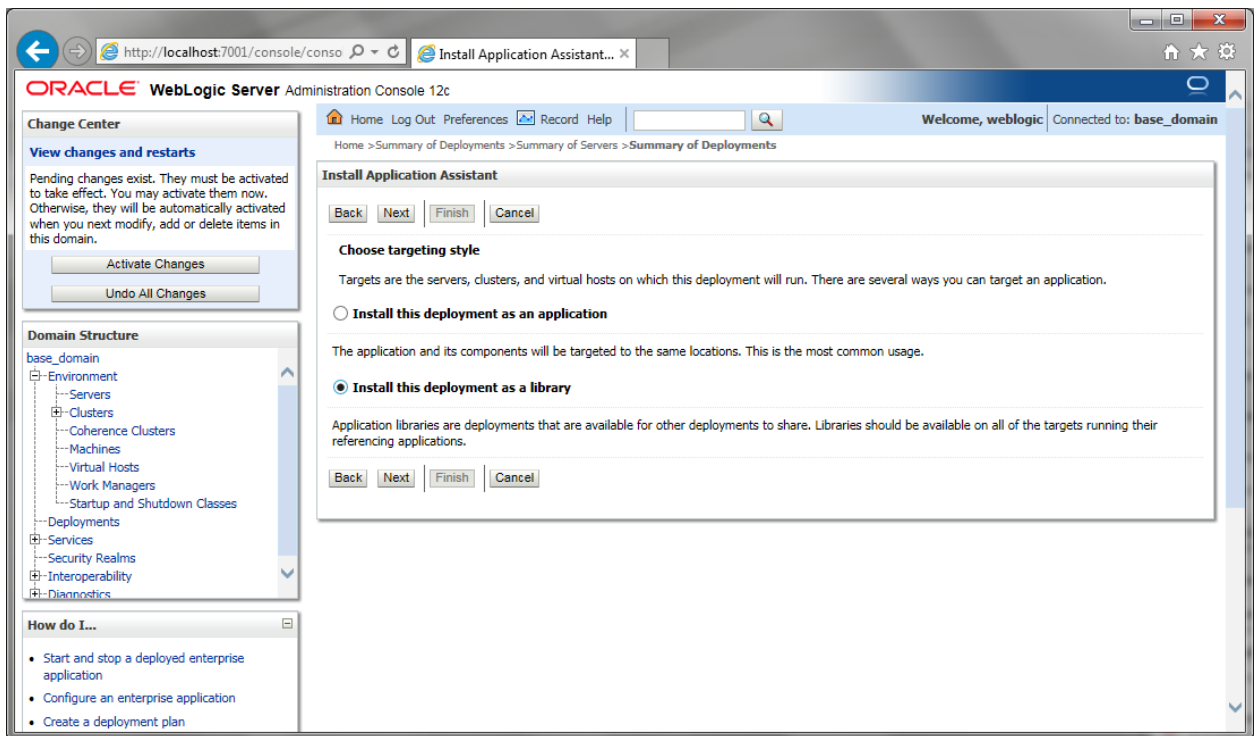 http://localhost:7001/console/conso
Install Application Assistant...
ORACLE WebLogic Server Administration Console 12c
Change Center
View changes and restarts
Pending changes exist. They must be activated
to take effect. You may activate them now.
Otherwise, they will be automatically activated
when you next modify, add or delete items in
this domain.
Activate Changes
Undo All Changes
Domain Structure
base_domain
Environment
Servers
Clusters
Coherence Clusters
Machines
Virtual Hosts
Work Managers
Startup and Shutdown Classes
Deployments
Services
Security Realms
Interoperability
Diagnostics
How do I...
Start and stop a deployed enterprise
application
Configure an enterprise application
Create a deployment plan
Home Log Out Preferences Record Help
Welcome, weblogic Connected to: base_domain
Home >Summary of Deployments >Summary of Servers >Summary of Deployments
Install Application Assistant
Back Next Finish Cancel
Choose targeting style
Targets are the servers, clusters, and virtual hosts on which this deployment will run. There are several ways you can target an application.
Install this deployment as an application
The application and its components will be targeted to the same locations. This is the most common usage.
Install this deployment as a library
Application libraries are deployments that are available for other deployments to share. Libraries should be available on all of the targets running their
referencing applications.
Back Next Finish Cancel